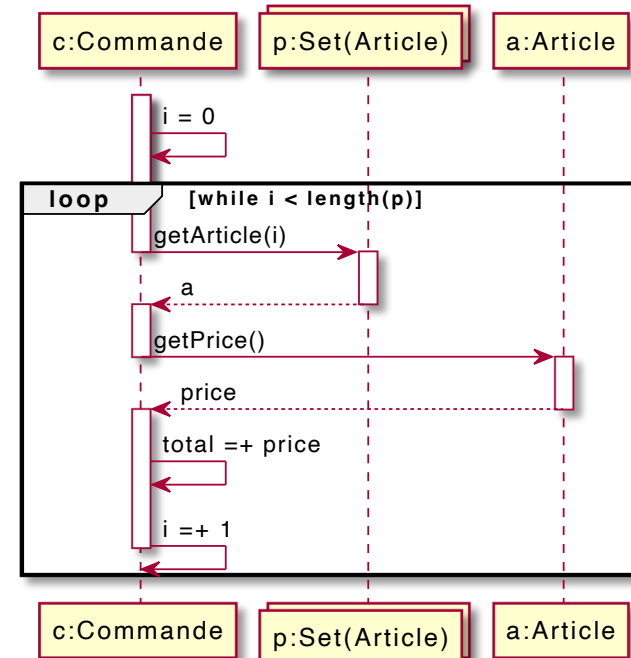 c:Commande p:Set(Article) a:Article
i = 0
loop [while i < length(p)]
getArticle(i)
a
getPrice()
price
total =+ price
i =+ 1
c:Commande p:Set(Article) a:Article